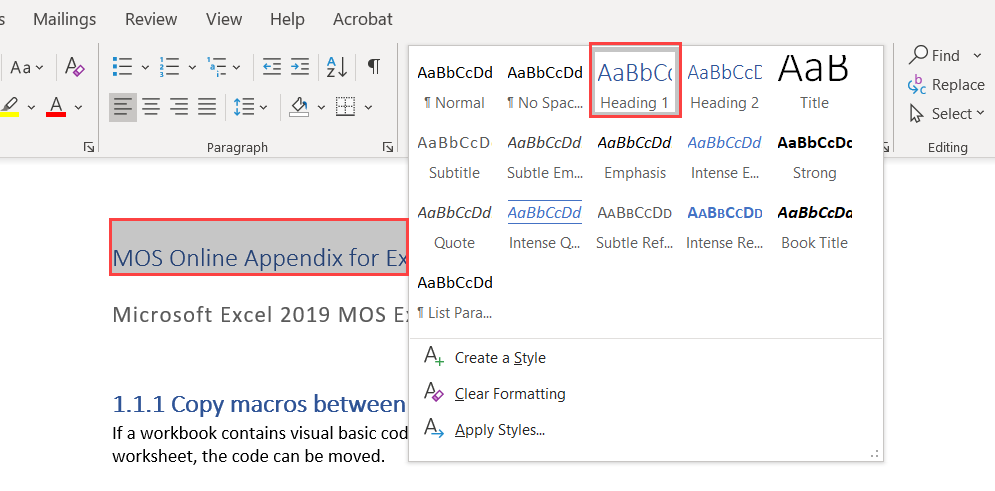 s Mailings Review View Help Acrobat
Aa
A
Z
¶
Find
Replace
Select
Paragraph
Editing
AaBbCcDd AaBbCcDd AaBbCc AaBbCcD AaB
¶ Normal ¶ No Spac... Heading 1 Heading 2 Title
AaBbCcD AaBbCcDd AaBbCcDd AaBbCcDd AaBbCcDc
Subtitle Subtle Em... Emphasis Intense E... Strong
AaBbCcDd AaBbCcDd AaBbCcDd AaBbCcDd AaBbCcDd
Quote Intense Q... Subtle Ref... Intense Re... Book Title
AaBbCcDd
¶ List Para...
Create a Style
Clear Formatting
Apply Styles...
MOS Online Appendix for Ex
Microsoft Excel 2019 MOS Ex
1.1.1 Copy macros between
If a workbook contains visual basic cod
worksheet, the code can be moved.